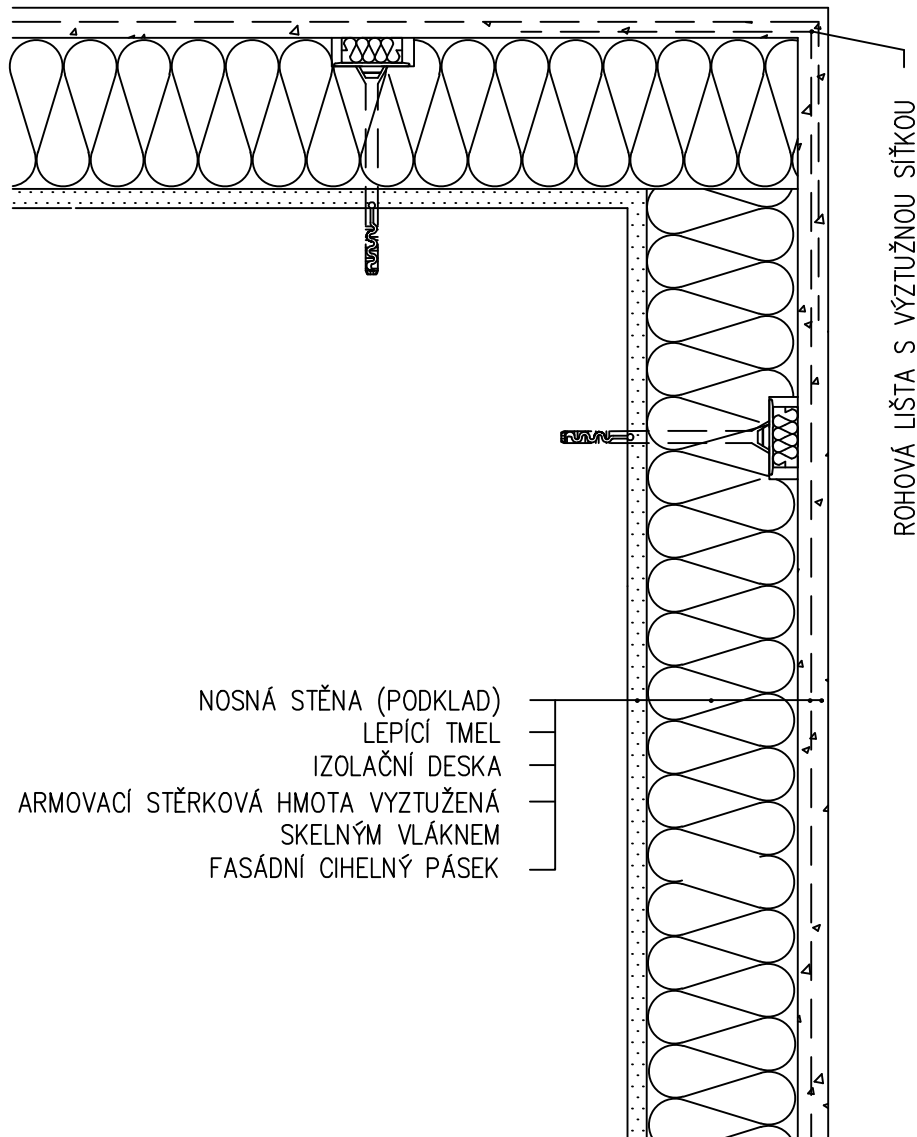 NOSNÁ STĚNA (PODKLAD)
LEPÍCÍ TMEL
IZOLAČNÍ DESKA
ARMOVACÍ STĚRKOVÁ HMOTA VYZTUŽENÁ
SKELNÝM VLÁKNEM
FASÁDNÍ CIHELNÝ PÁSEK
ROHOVÁ LIŠTA S VÝZTUŽNOU SÍŤKOU